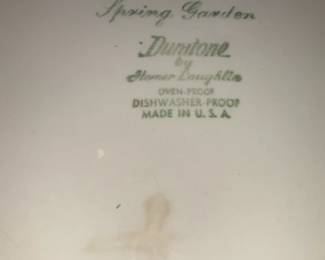 Spring Garden
Duratone
by
Homer Laughlin
OVEN-PROOF
DISHWASHER-PROOF
MADE IN U.S.A.